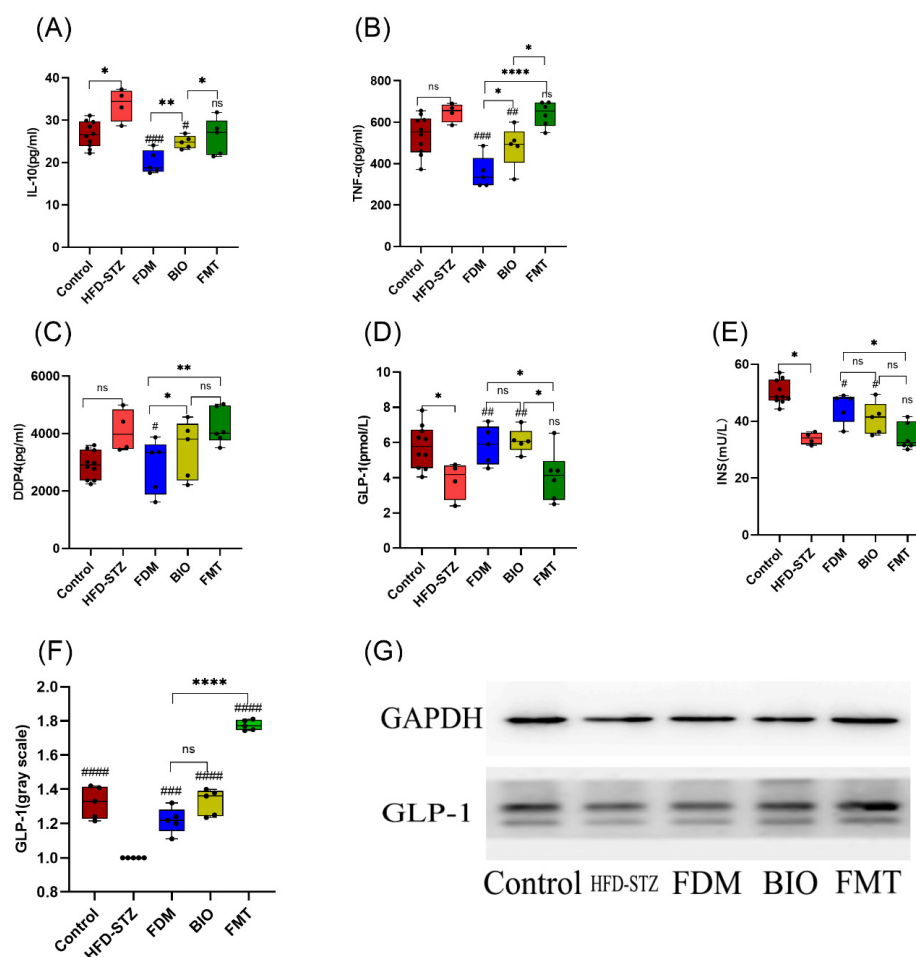 (A)
IL-10(pg/ml)
40
30
20
10
0
*
**
*
###
#
ns
Control
HFD-STZ
FDM
BIO
FMT
(B)
TNF-α(pg/ml)
800
600
400
200
0
ns
*
****
*
###
##
ns
Control
HFD-STZ
FDM
BIO
FMT
(C)
DDP4(pg/ml)
6000
4000
2000
0
ns
**
*
ns
#
Control
HFD-STZ
FDM
BIO
FMT
(D)
GLP-1(pmol/L)
10
8
6
4
2
0
*
*
ns
*
##
##
ns
Control
HFD-STZ
FDM
BIO
FMT
(E)
INS(mU/L)
60
40
20
0
*
*
ns
ns
#
#
ns
Control
HFD-STZ
FDM
BIO
FMT
(F)
GLP-1(gray scale)
2.0
1.8
1.6
1.4
1.2
1.0
0.8
****
####
ns
####
###
####
Control
HFD-STZ
FDM
BIO
FMT
(G)
GAPDH
GLP-1
Control HFD-STZ FDM BIO FMT